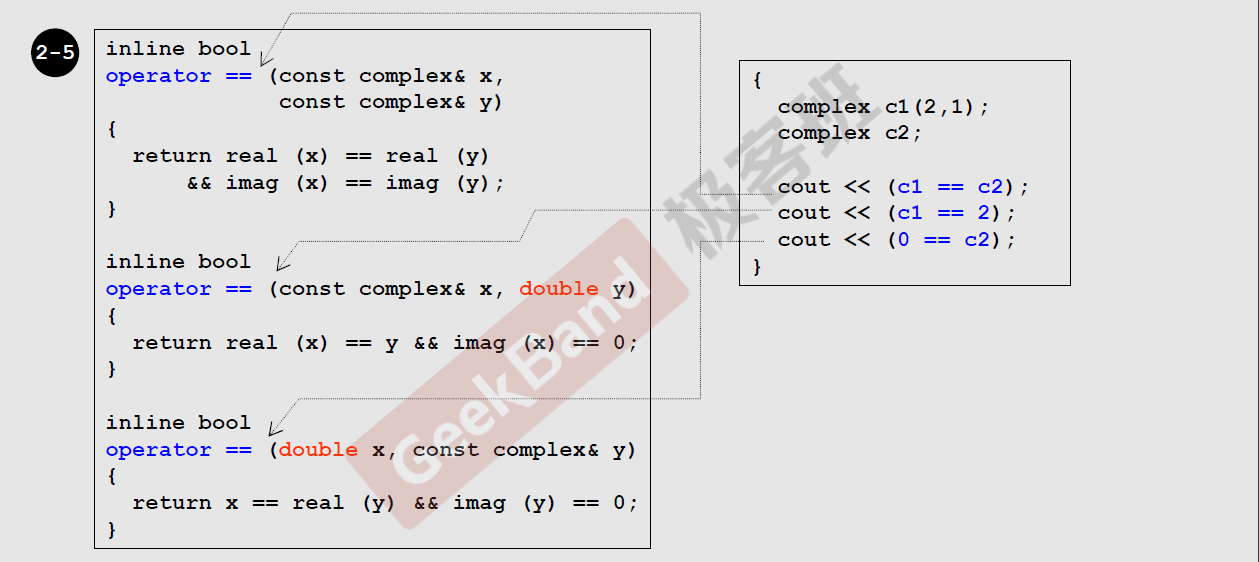 2-5
inline bool
operator == (const complex& x,
const complex& y)
{
return real (x) == real (y)
&& imag (x) == imag (y);
}
inline bool
operator == (const complex& x, double y)
{
return real (x) == y && imag (x) == 0;
}
inline bool
operator == (double x, const complex& y)
{
return x == real (y) && imag (y) == 0;
}
{
complex c1(2,1);
complex c2;
cout << (c1 == c2);
cout << (c1 == 2);
cout << (0 == c2);
}
GeekBand 极客班